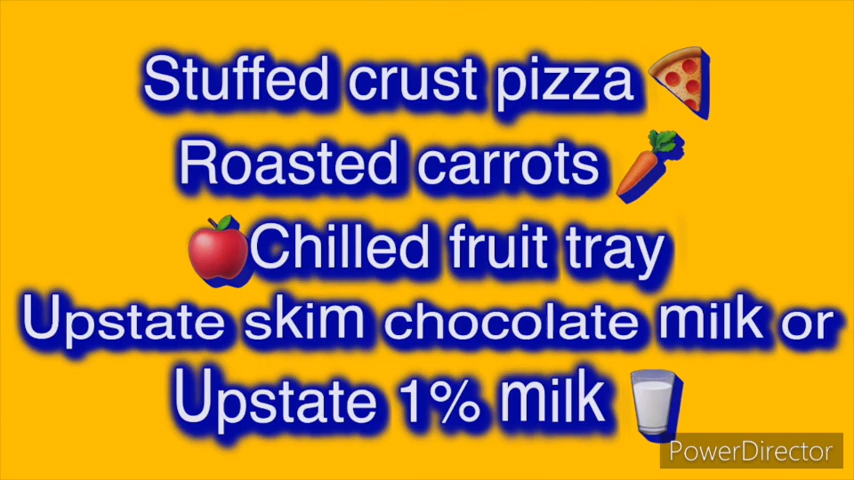 Stuffed crust pizza 🍕
Roasted carrots 🥕
🍎Chilled fruit tray
Upstate skim chocolate milk or
Upstate 1% milk 🥛
PowerDirector